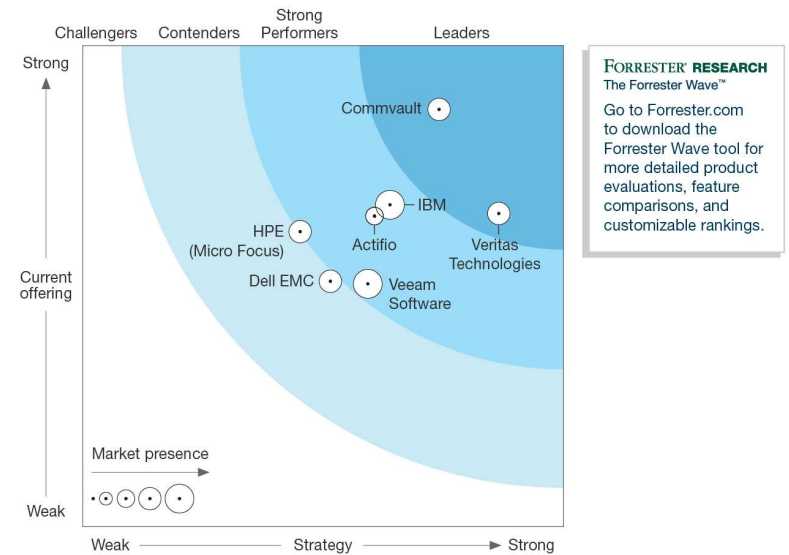 Challengers
Contenders
Strong
Performers
Leaders
Strong
Commvault
IBM
Actifio
HPE
(Micro Focus)
Veritas
Technologies
Dell EMC
Veeam
Software
Current
offering
Market presence
Weak
Weak
Strategy
Strong
FORRESTER® RESEARCH
The Forrester Wave™
Go to Forrester.com
to download the
Forrester Wave tool for
more detailed product
evaluations, feature
comparisons, and
customizable rankings.